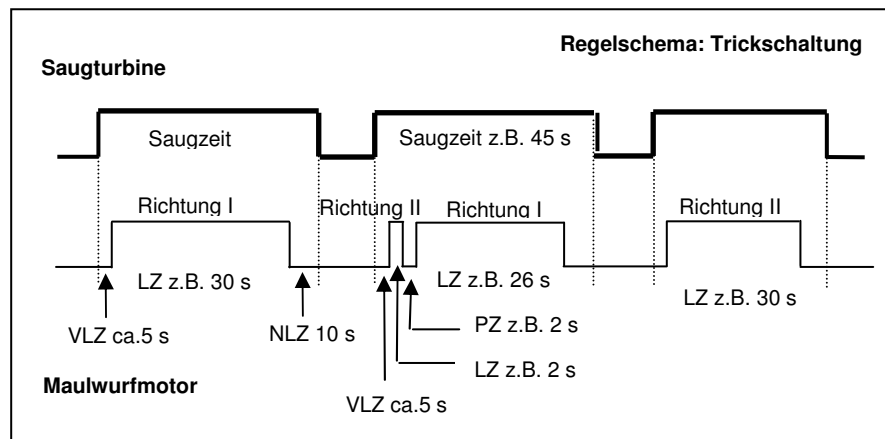 Regelschema: Trickschaltung
Saugturbine
Saugzeit
Saugzeit z.B. 45 s
Richtung I
Richtung II
Richtung I
Richtung II
LZ z.B. 30 s
LZ z.B. 26 s
LZ z.B. 30 s
VLZ ca.5 s
NLZ 10 s
PZ z.B. 2 s
LZ z.B. 2 s
Maulwurfmotor
VLZ ca.5 s